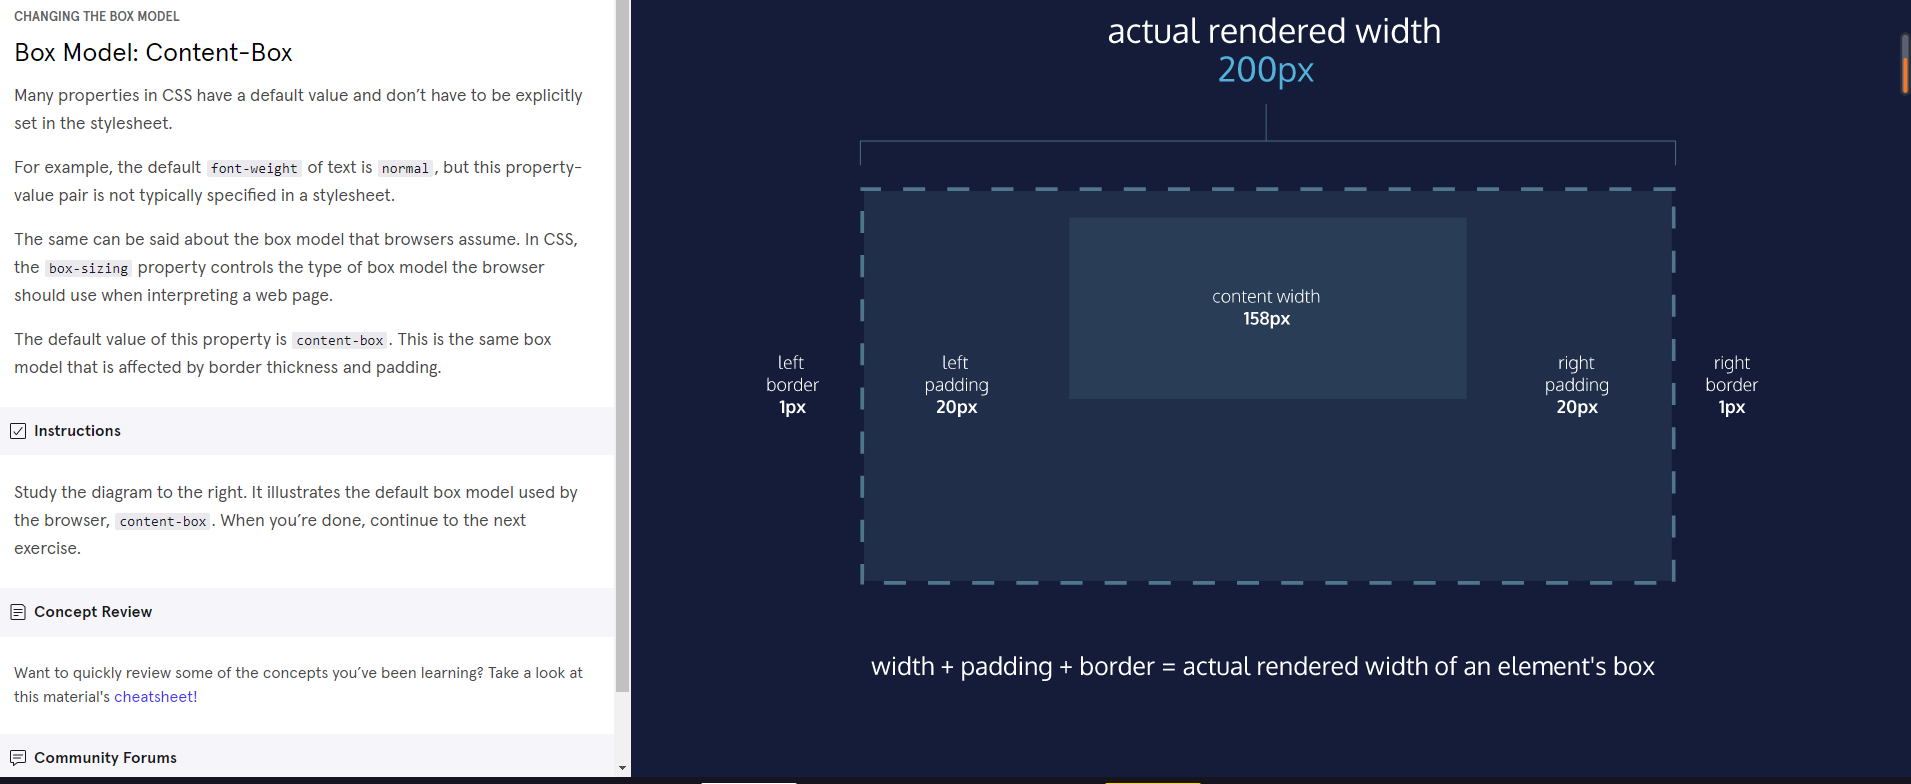 CHANGING THE BOX MODEL
Box Model: Content-Box
Many properties in CSS have a default value and don’t have to be explicitly
set in the stylesheet.
For example, the default font-weight of text is normal, but this property-
value pair is not typically specified in a stylesheet.
The same can be said about the box model that browsers assume. In CSS,
the box-sizing property controls the type of box model the browser
should use when interpreting a web page.
The default value of this property is content-box. This is the same box
model that is affected by border thickness and padding.
Instructions
Study the diagram to the right. It illustrates the default box model used by
the browser, content-box. When you’re done, continue to the next
exercise.
Concept Review
Want to quickly review some of the concepts you’ve been learning? Take a look at
this material's cheatsheet!
Community Forums
actual rendered width
200px
content width
158px
left
border
1px
left
padding
20px
right
padding
20px
right
border
1px
width + padding + border = actual rendered width of an element's box